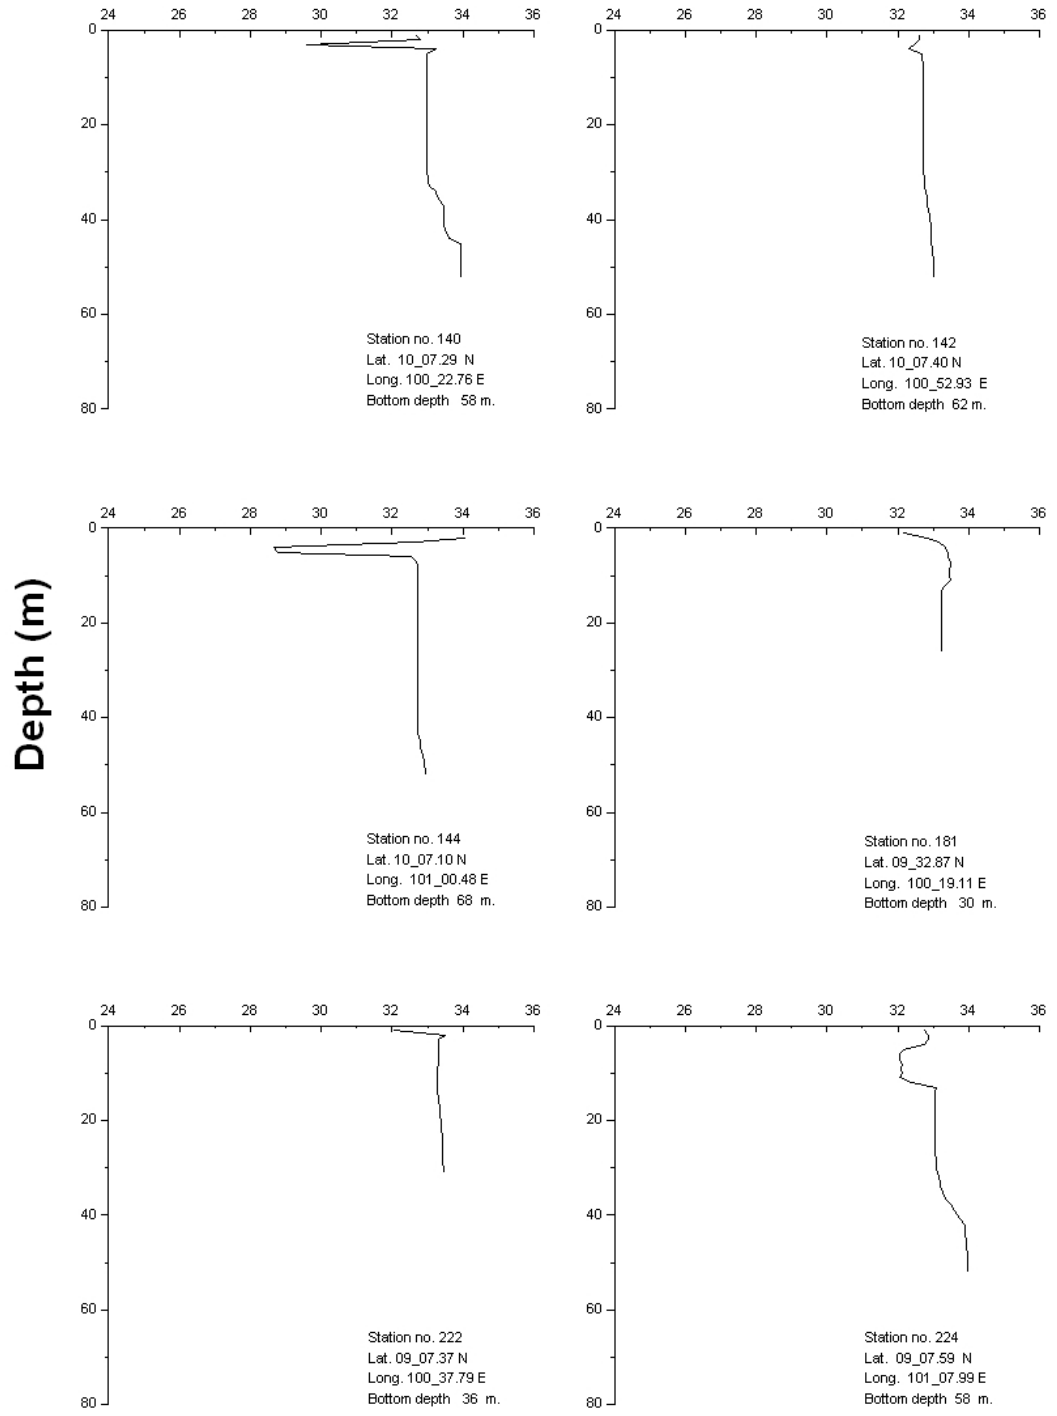 24 26 28 30 32 34 36
0
20
40
60
80
Station no. 140
Lat. 10_07.29 N
Long. 100_22.76 E
Bottom depth 58 m.
24 26 28 30 32 34 36
0
20
40
60
80
Station no. 142
Lat. 10_07.40 N
Long. 100_52.93 E
Bottom depth 62 m.
Depth (m)
24 26 28 30 32 34 36
0
20
40
60
80
Station no. 144
Lat. 10_07.10 N
Long. 101_00.48 E
Bottom depth 68 m.
24 26 28 30 32 34 36
0
20
40
60
80
Station no. 181
Lat. 09_32.87 N
Long. 100_19.11 E
Bottom depth 30 m.
24 26 28 30 32 34 36
0
20
40
60
80
Station no. 222
Lat. 09_07.37 N
Long. 100_37.79 E
Bottom depth 36 m.
24 26 28 30 32 34 36
0
20
40
60
80
Station no. 224
Lat. 09_07.59 N
Long. 101_07.99 E
Bottom depth 58 m.